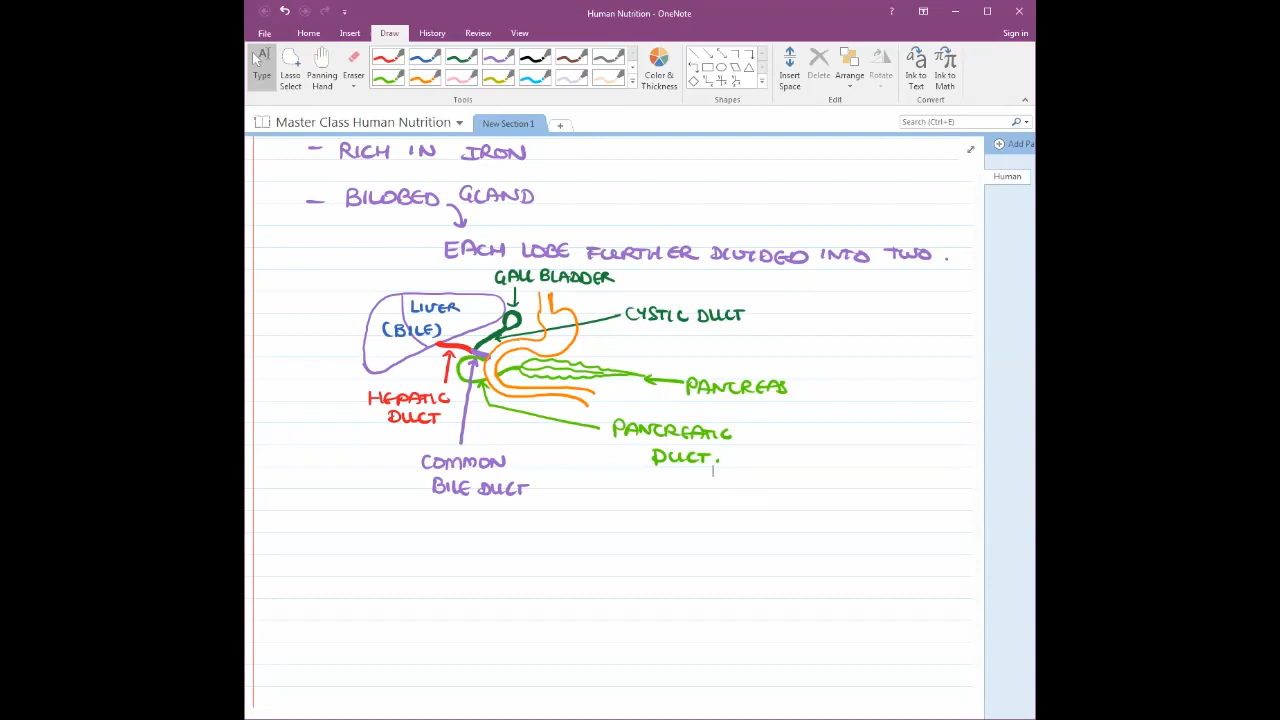 Human Nutrition - OneNote
?
File Home Insert Draw History Review View Sign in
Type Lasso Select Panning Hand Eraser Color & Thickness Insert Space Delete Arrange Rotate Ink to Text Ink to Math
Tools Shapes Edit Convert
Master Class Human Nutrition New Section 1 + Search (Ctrl+E)
Add Pa
Human
- RICH IN IRON
- BILOBED GLAND
EACH LOBE FURTHER DIVIDED INTO TWO.
GALL BLADDER
LIVER
(BILE)
CYSTIC DUCT
HEPATIC
DUCT
PANCREAS
PANCREATIC
DUCT.
COMMON
BILE DUCT